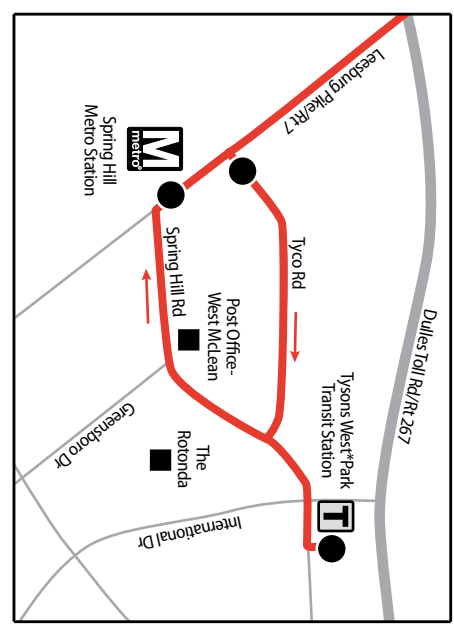 Leesburg Pike/Rt 7
Spring Hill
Metro Station
M
metro®
Tyco Rd
Spring Hill Rd
Post Office-
West McLean
Dulles Toll Rd/Rt 267
Tysons West*Park
Transit Station
T
Greensboro Dr
The
Rotonda
International Dr